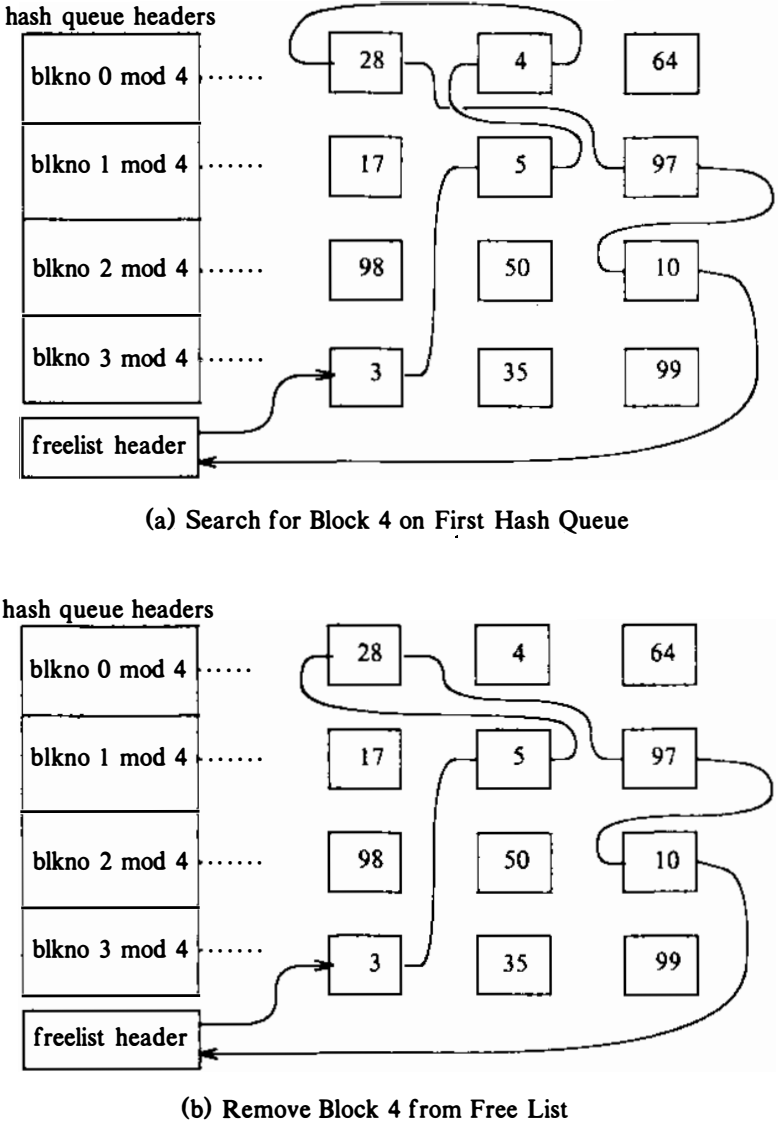 hash queue headers
blkno 0 mod 4 ...... 28 4 64
blkno 1 mod 4 ...... 17 5 97
blkno 2 mod 4 ...... 98 50 10
blkno 3 mod 4 ...... 3 35 99
freelist header
(a) Search for Block 4 on First Hash Queue
hash queue headers
blkno 0 mod 4 ...... 28 4 64
blkno 1 mod 4 ...... 17 5 97
blkno 2 mod 4 ...... 98 50 10
blkno 3 mod 4 ...... 3 35 99
freelist header
(b) Remove Block 4 from Free List